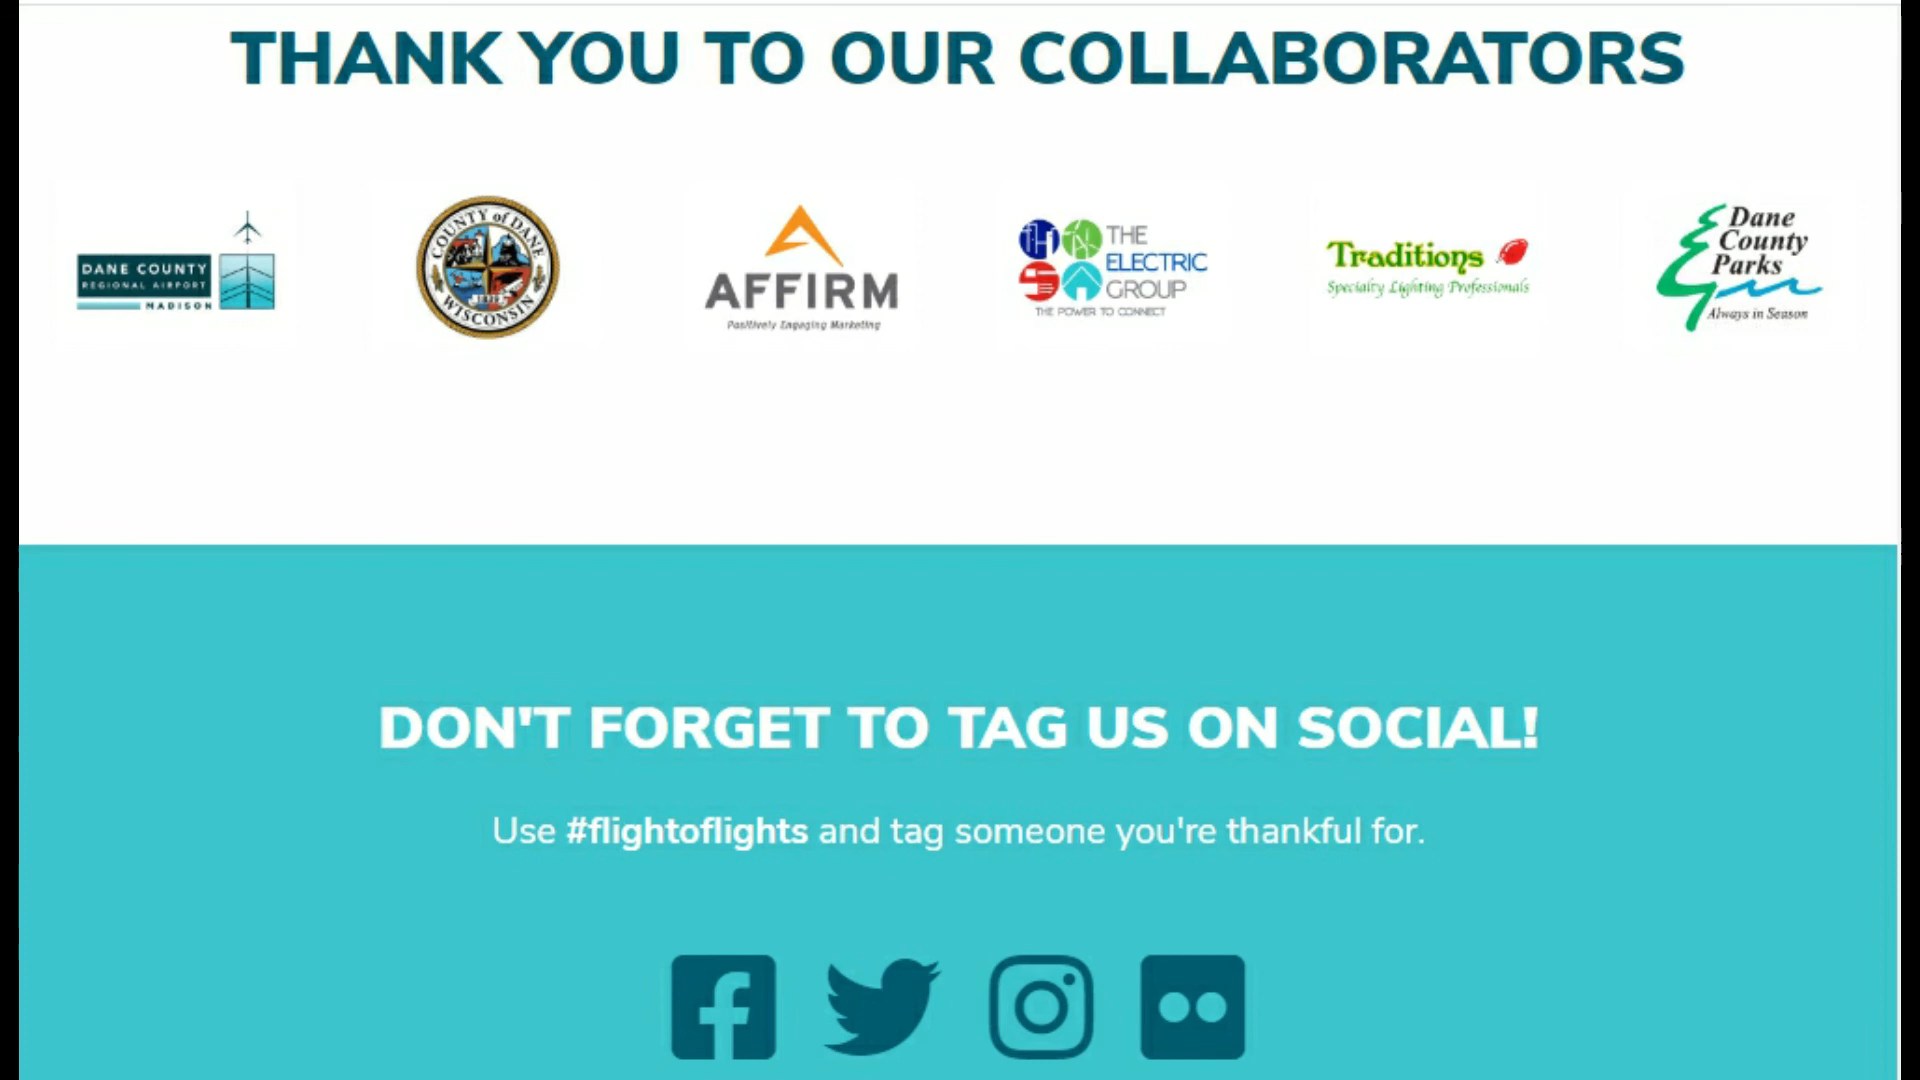 THANK YOU TO OUR COLLABORATORS
DANE COUNTY
REGIONAL AIRPORT
MADISON
COUNTY of DANE
WISCONSIN
AFFIRM
Positively Engaging Marketing
THE
ELECTRIC
GROUP
THE POWER TO CONNECT
Traditions
Specialty Lighting Professionals
Dane
County
Parks
Always in Season
DON'T FORGET TO TAG US ON SOCIAL!
Use #flightoflights and tag someone you're thankful for.